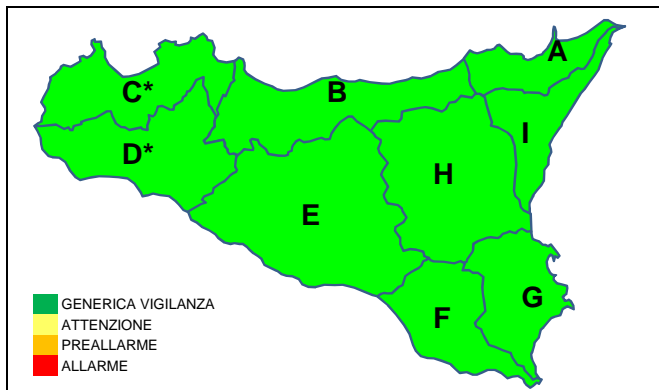 A
C*
B
I
D*
H
E
G
F
GENERICA VIGILANZA
ATTENZIONE
PREALLARME
ALLARME